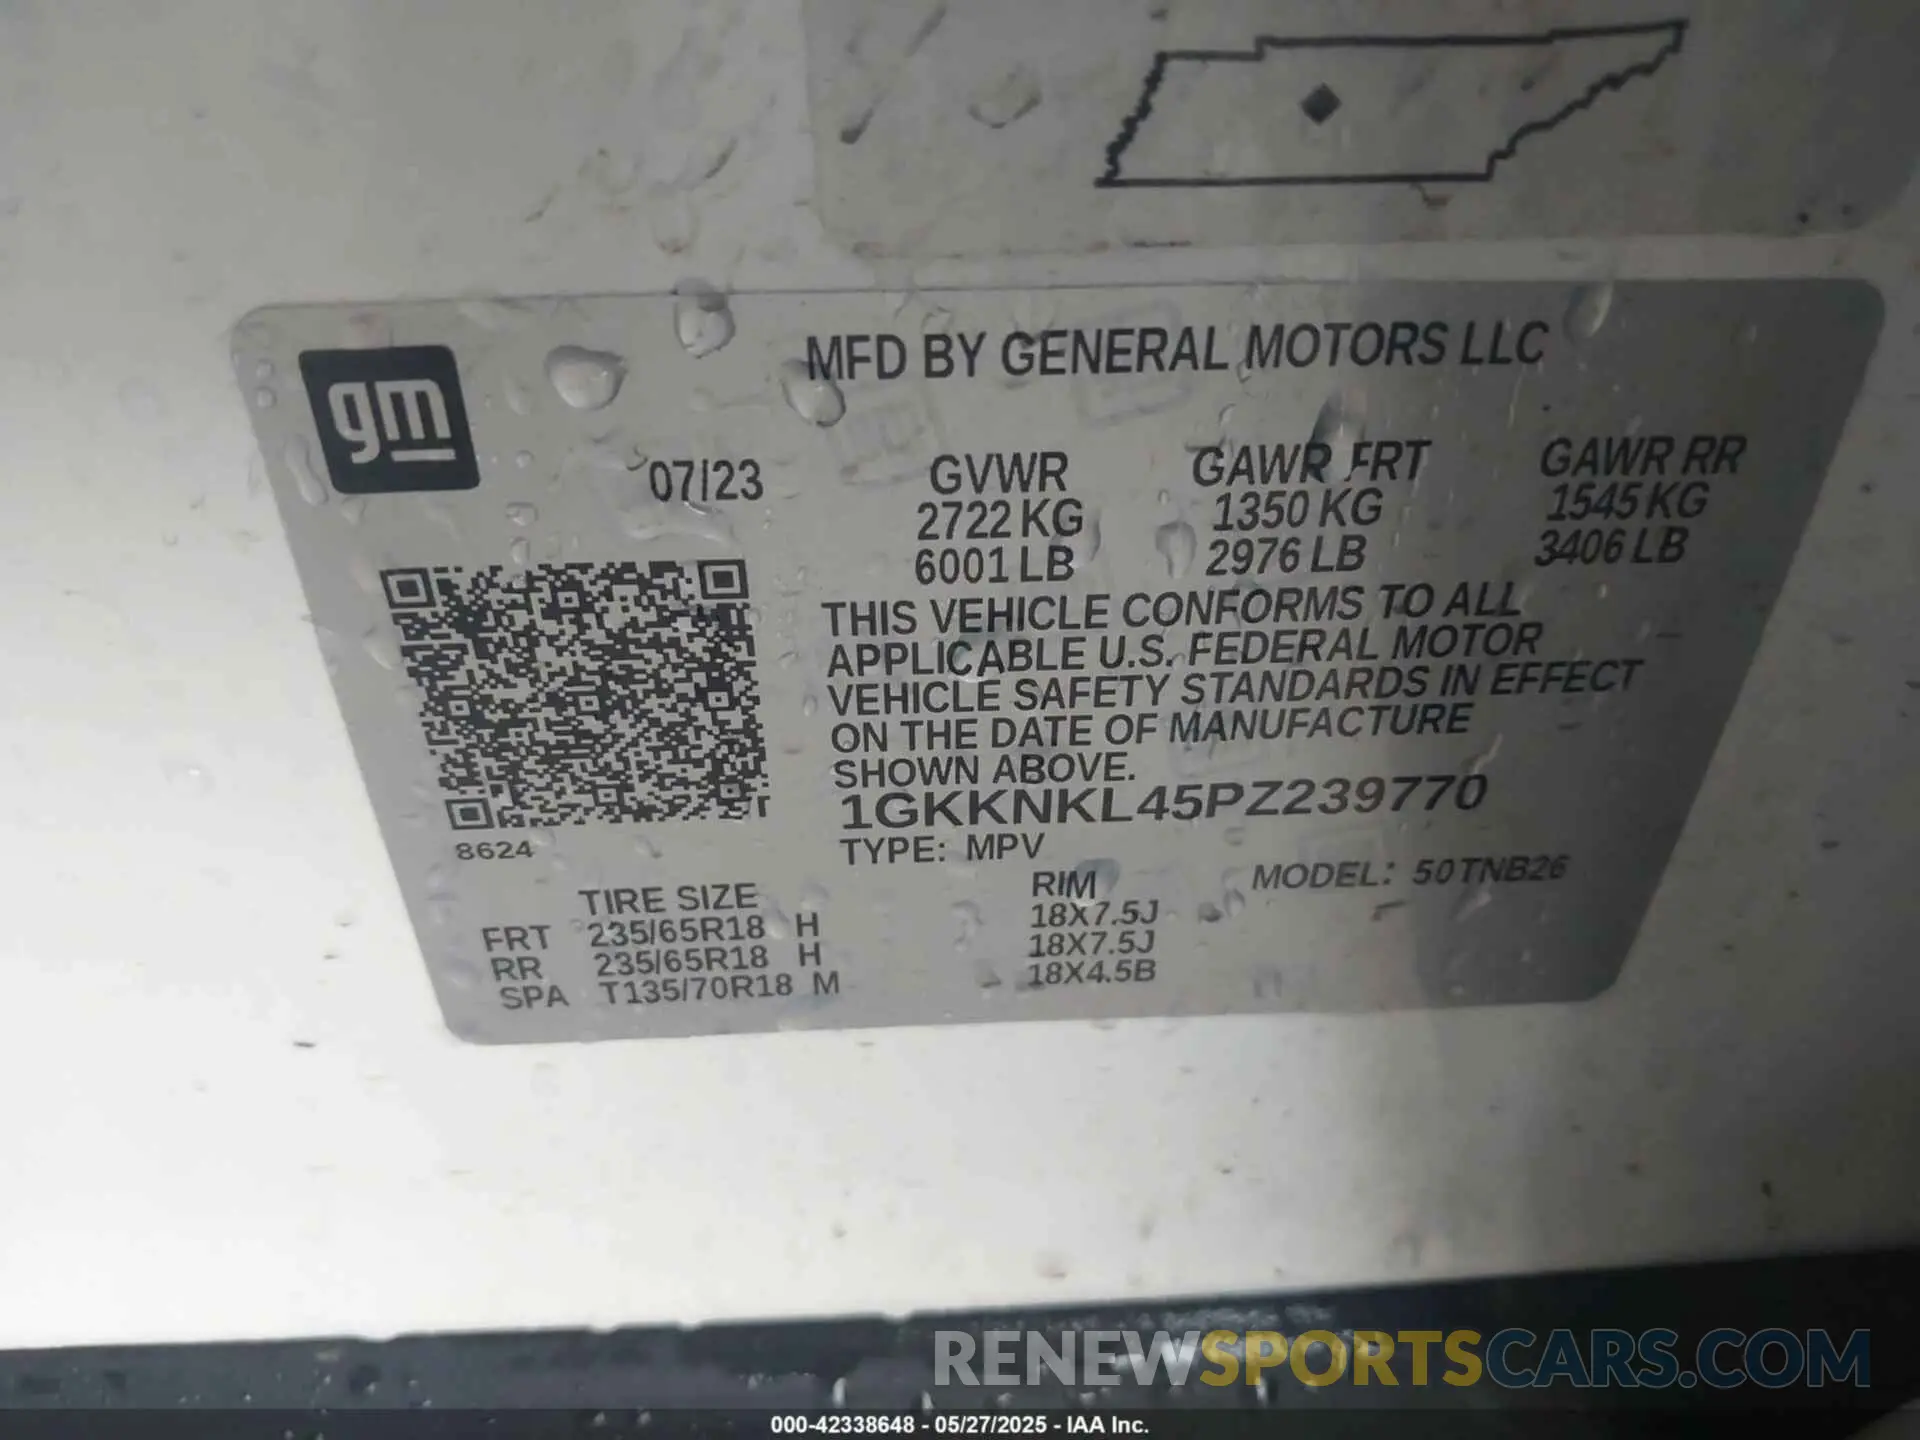 MFD BY GENERAL MOTORS LLC
gm
07/23
GVWR GAWR FRT GAWR RR
2722 KG 1350 KG 1545 KG
6001 LB 2976 LB 3406 LB
THIS VEHICLE CONFORMS TO ALL
APPLICABLE U.S. FEDERAL MOTOR
VEHICLE SAFETY STANDARDS IN EFFECT
ON THE DATE OF MANUFACTURE
SHOWN ABOVE.
1GKKNKL45PZ239770
8624
TYPE: MPV
MODEL: 50TNB26
TIRE SIZE RIM
FRT 235/65R18 H 18X7.5J
RR 235/65R18 H 18X7.5J
SPA T135/70R18 M 18X4.5B
RENEWSPORTSCARS.COM
000-42338648 - 05/27/2025 - IAA Inc.